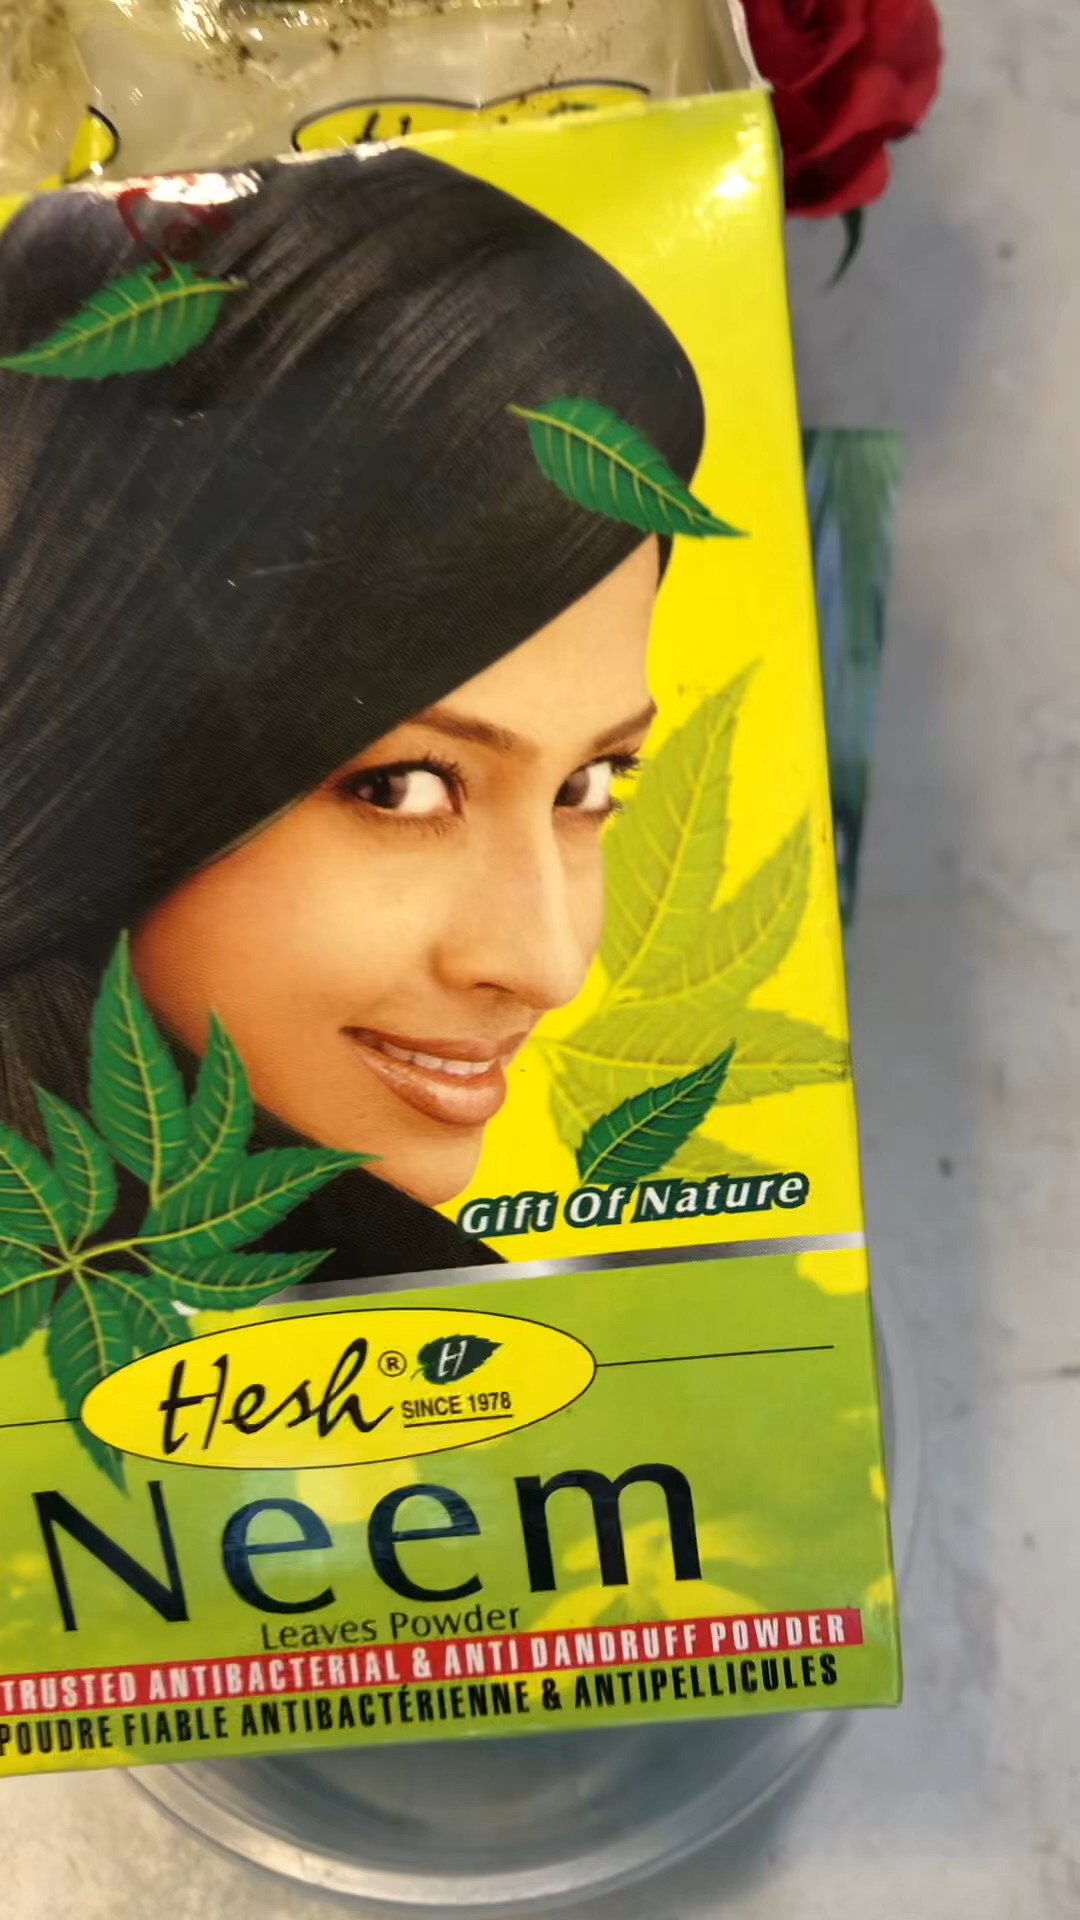 Gift Of Nature
Hesh® H
SINCE 1978
Neem
Leaves Powder
TRUSTED ANTIBACTERIAL & ANTI DANDRUFF POWDER
POUDRE FIABLE ANTIBACTÉRIENNE & ANTIPELLICULES